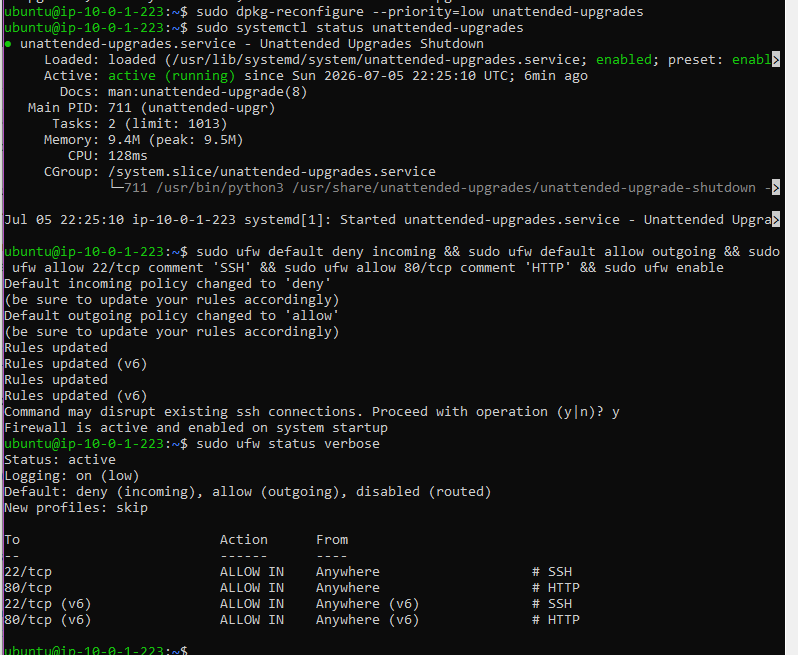 ubuntu@ip-10-0-1-223:~$ sudo dpkg-reconfigure --priority=low unattended-upgrades
ubuntu@ip-10-0-1-223:~$ sudo systemctl status unattended-upgrades
● unattended-upgrades.service - Unattended Upgrades Shutdown
     Loaded: loaded (/usr/lib/systemd/system/unattended-upgrades.service; enabled; preset: enabl>
     Active: active (running) since Sun 2026-07-05 22:25:10 UTC; 6min ago
       Docs: man:unattended-upgrade(8)
   Main PID: 711 (unattended-upgr)
      Tasks: 2 (limit: 1013)
     Memory: 9.4M (peak: 9.5M)
        CPU: 128ms
     CGroup: /system.slice/unattended-upgrades.service
             └─711 /usr/bin/python3 /usr/share/unattended-upgrades/unattended-upgrade-shutdown ->

Jul 05 22:25:10 ip-10-0-1-223 systemd[1]: Started unattended-upgrades.service - Unattended Upgra>

ubuntu@ip-10-0-1-223:~$ sudo ufw default deny incoming && sudo ufw default allow outgoing && sudo
 ufw allow 22/tcp comment 'SSH' && sudo ufw allow 80/tcp comment 'HTTP' && sudo ufw enable
Default incoming policy changed to 'deny'
(be sure to update your rules accordingly)
Default outgoing policy changed to 'allow'
(be sure to update your rules accordingly)
Rules updated
Rules updated (v6)
Rules updated
Rules updated (v6)
Command may disrupt existing ssh connections. Proceed with operation (y|n)? y
Firewall is active and enabled on system startup
ubuntu@ip-10-0-1-223:~$ sudo ufw status verbose
Status: active
Logging: on (low)
Default: deny (incoming), allow (outgoing), disabled (routed)
New profiles: skip

To                         Action      From
--                         ------      ----
22/tcp                     ALLOW IN    Anywhere                   # SSH
80/tcp                     ALLOW IN    Anywhere                   # HTTP
22/tcp (v6)                ALLOW IN    Anywhere (v6)              # SSH
80/tcp (v6)                ALLOW IN    Anywhere (v6)              # HTTP

ubuntu@ip-10-0-1-223:~$